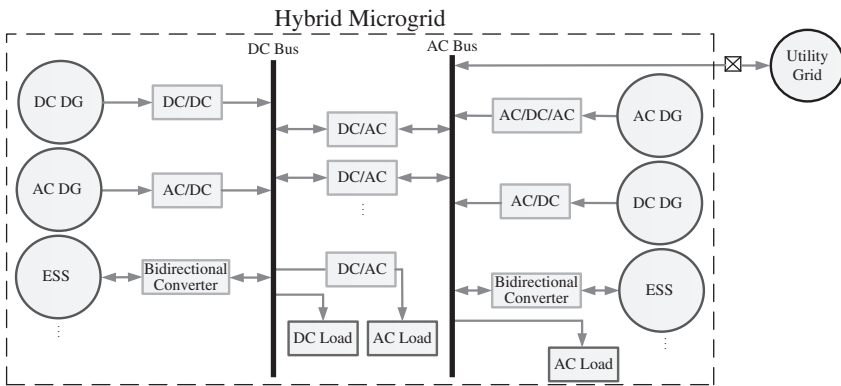 Hybrid Microgrid
DC Bus
AC Bus
Utility
Grid
DC DG
DC/DC
DC/AC
AC/DC/AC
AC DG
AC DG
AC/DC
DC/AC
⋮
AC/DC
DC DG
ESS
Bidirectional
Converter
DC/AC
Bidirectional
Converter
ESS
⋮
DC Load
AC Load
AC Load
⋮